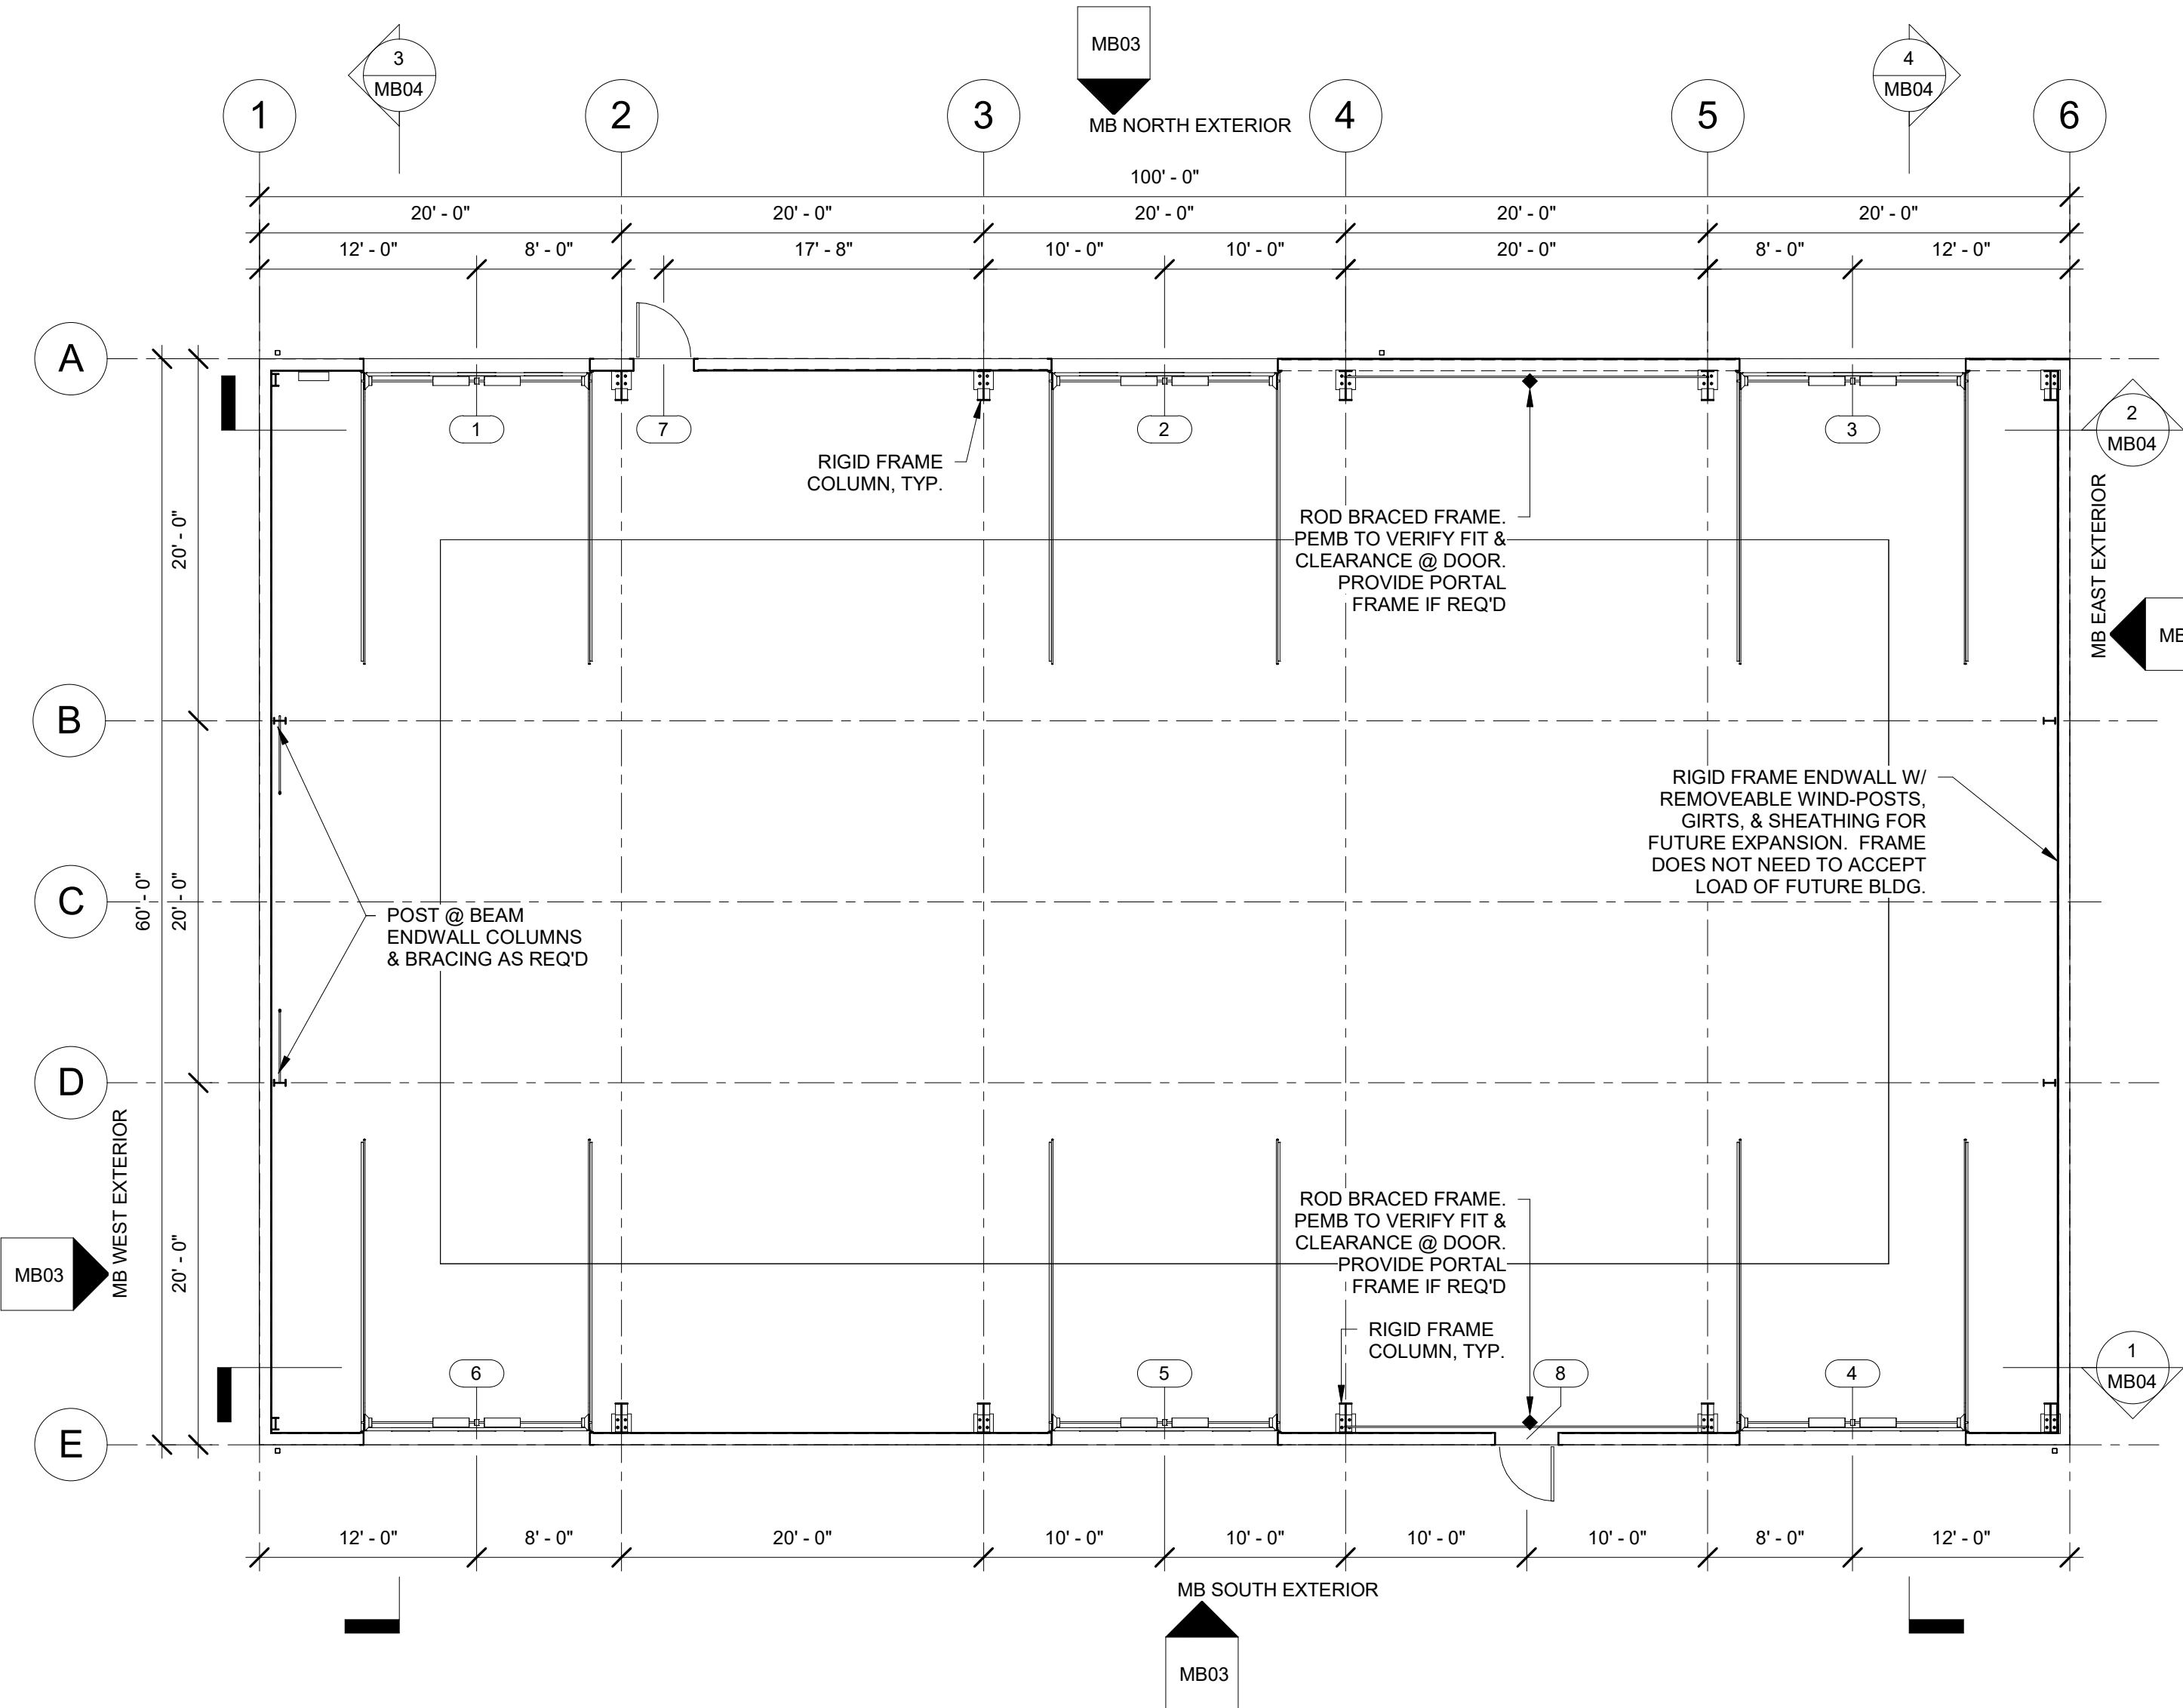 MB03
3
MB04
4
MB04
1
2
3
4
5
6
MB NORTH EXTERIOR
100' - 0"
20' - 0"
20' - 0"
20' - 0"
20' - 0"
20' - 0"
12' - 0"
8' - 0"
17' - 8"
10' - 0"
10' - 0"
20' - 0"
8' - 0"
12' - 0"
A
1
7
2
3
2
MB04
RIGID FRAME
COLUMN, TYP.
ROD BRACED FRAME.
PEMB TO VERIFY FIT &
CLEARANCE @ DOOR.
PROVIDE PORTAL
FRAME IF REQ'D
20' - 0"
MB EAST EXTERIOR
MB
B
RIGID FRAME ENDWALL W/
REMOVEABLE WIND-POSTS,
GIRTS, & SHEATHING FOR
FUTURE EXPANSION. FRAME
DOES NOT NEED TO ACCEPT
LOAD OF FUTURE BLDG.
C
60' - 0"
20' - 0"
POST @ BEAM
ENDWALL COLUMNS
& BRACING AS REQ'D
D
MB WEST EXTERIOR
MB03
20' - 0"
ROD BRACED FRAME.
PEMB TO VERIFY FIT &
CLEARANCE @ DOOR.
PROVIDE PORTAL
FRAME IF REQ'D
RIGID FRAME
COLUMN, TYP.
6
5
8
4
1
MB04
E
12' - 0"
8' - 0"
20' - 0"
10' - 0"
10' - 0"
10' - 0"
10' - 0"
8' - 0"
12' - 0"
MB SOUTH EXTERIOR
MB03